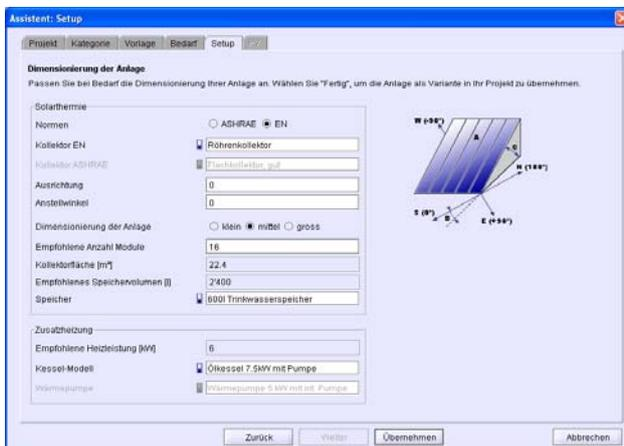 Assistent: Setup
Projekt Kategorie Vorlage Bedarf Setup
Dimensionierung der Anlage
Passen Sie bei Bedarf die Dimensionierung Ihrer Anlage an. Wählen Sie "Fertig", um die Anlage als Variante in Ihr Projekt zu übernehmen.
Solarthermie
Normen ASHRAE EN
Kollektor EN Röhrenkollektor
Kollektor ASHRAE Flachkollektor, gut
Ausrichtung 0
Anstellwinkel 0
Dimensionierung der Anlage klein mittel gross
Empfohlene Anzahl Module 16
Kollektorfläche [m²] 22.4
Empfohlenes Speichervolumen [l] 2'400
Speicher 600l Trinkwasserspeicher
W (+90°)
A
N (180°)
S (0°)
B
E (+90°)
Zusatzheizung
Empfohlene Heizleistung [kW] 6
Kessel-Modell Ölkessel 7.5kW mit Pumpe
Wärmepumpe Wärmepumpe 5 kW mit int. Pumpe
Zurück Weiter Übernehmen Abbrechen